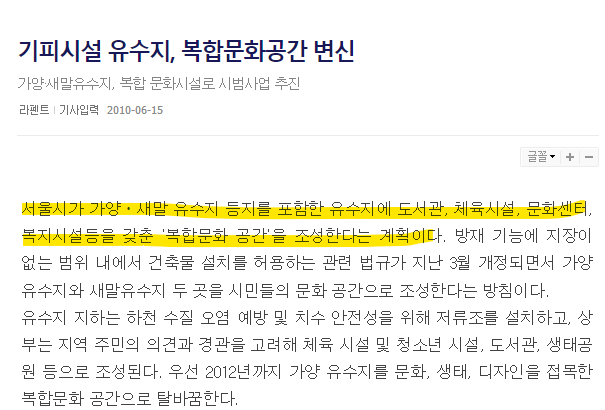 기피시설 유수지, 복합문화공간 변신
가양·새말유수지, 복합 문화시설로 시범사업 추진
라펜트 | 기사입력 2010-06-15
글꼴 + −
서울시가 가양·새말 유수지 등지를 포함한 유수지에 도서관, 체육시설, 문화센터,
복지시설등을 갖춘 '복합문화 공간'을 조성한다는 계획이다. 방재 기능에 지장이
없는 범위 내에서 건축물 설치를 허용하는 관련 법규가 지난 3월 개정되면서 가양
유수지와 새말유수지 두 곳을 시민들의 문화 공간으로 조성한다는 방침이다.
유수지 지하는 하천 수질 오염 예방 및 치수 안전성을 위해 저류조를 설치하고, 상
부는 지역 주민의 의견과 경관을 고려해 체육 시설 및 청소년 시설, 도서관, 생태공
원 등으로 조성된다. 우선 2012년까지 가양 유수지를 문화, 생태, 디자인을 접목한
복합문화 공간으로 탈바꿈한다.